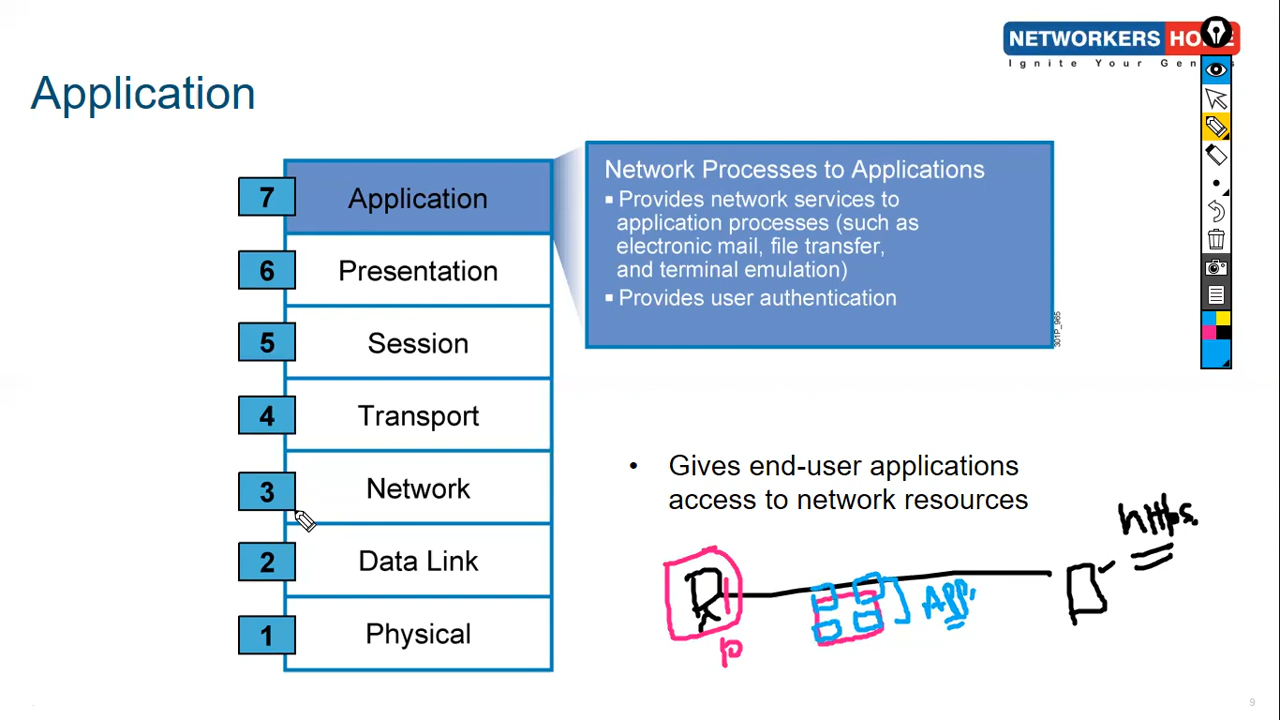 NETWORKERS HO
Ignite Your Gen s
Application
7 Application
6 Presentation
5 Session
4 Transport
3 Network
2 Data Link
1 Physical
Network Processes to Applications
▪ Provides network services to
application processes (such as
electronic mail, file transfer,
and terminal emulation)
▪ Provides user authentication
301P_965
• Gives end-user applications
access to network resources
https.
APP.
9